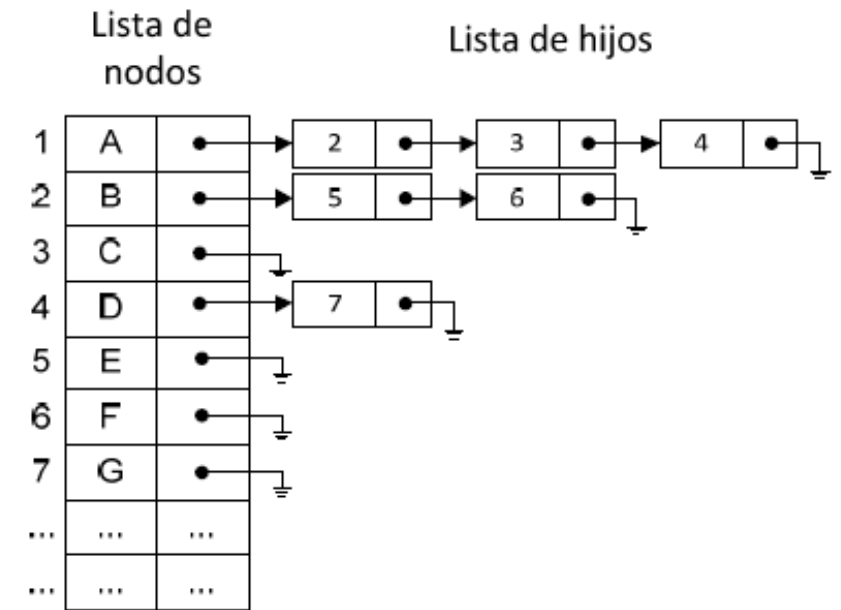 Lista de
nodos
Lista de hijos
1 A 2 3 4
2 B 5 6
3 C
4 D 7
5 E
6 F
7 G
... ... ...
... ... ...